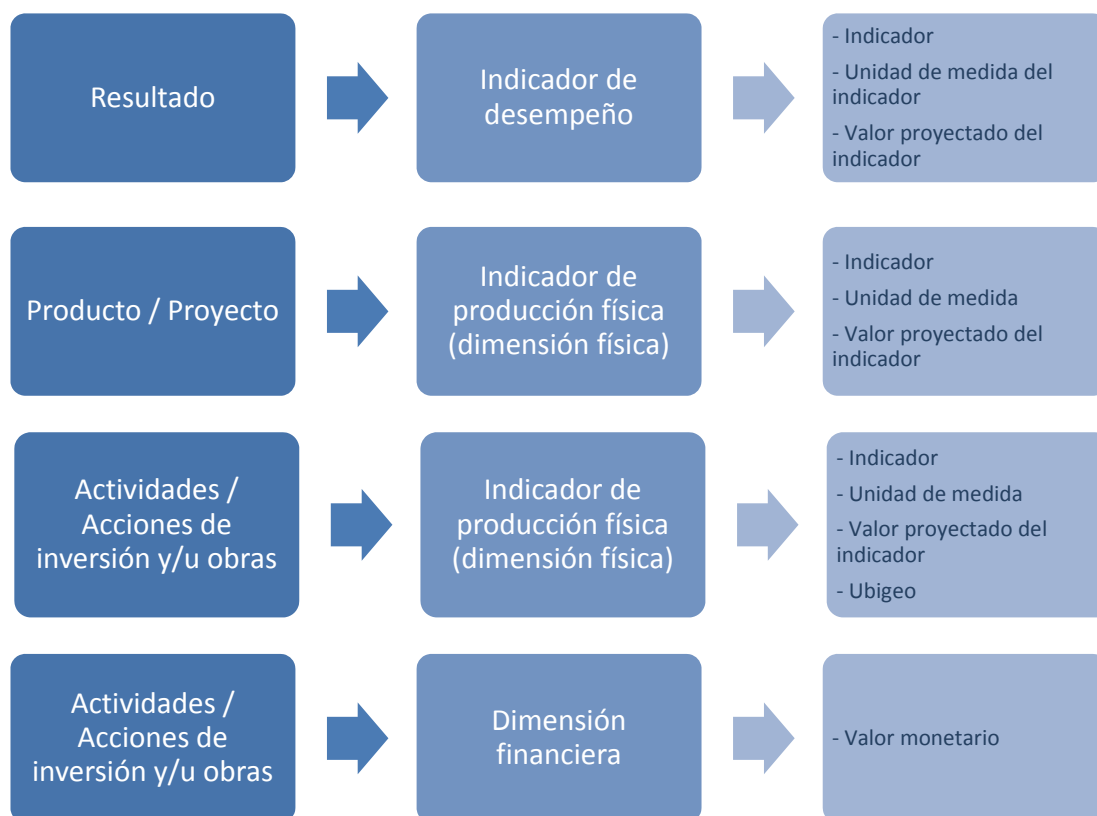 Resultado
Indicador de
desempeño
- Indicador
- Unidad de medida del
indicador
- Valor proyectado del
indicador
Producto / Proyecto
Indicador de
producción física
(dimensión física)
- Indicador
- Unidad de medida
- Valor proyectado del
indicador
Actividades /
Acciones de
inversión y/u obras
Indicador de
producción física
(dimensión física)
- Indicador
- Unidad de medida
- Valor proyectado del
indicador
- Ubigeo
Actividades /
Acciones de
inversión y/u obras
Dimensión
financiera
- Valor monetario